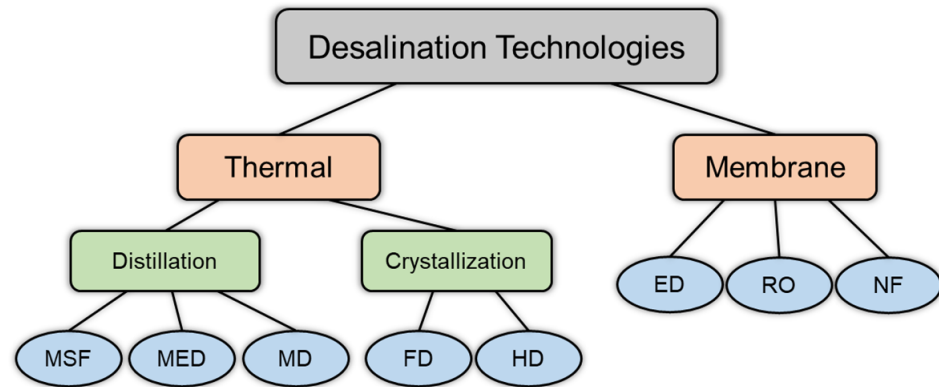 Desalination Technologies
Thermal
Membrane
Distillation
Crystallization
ED
RO
NF
MSF
MED
MD
FD
HD